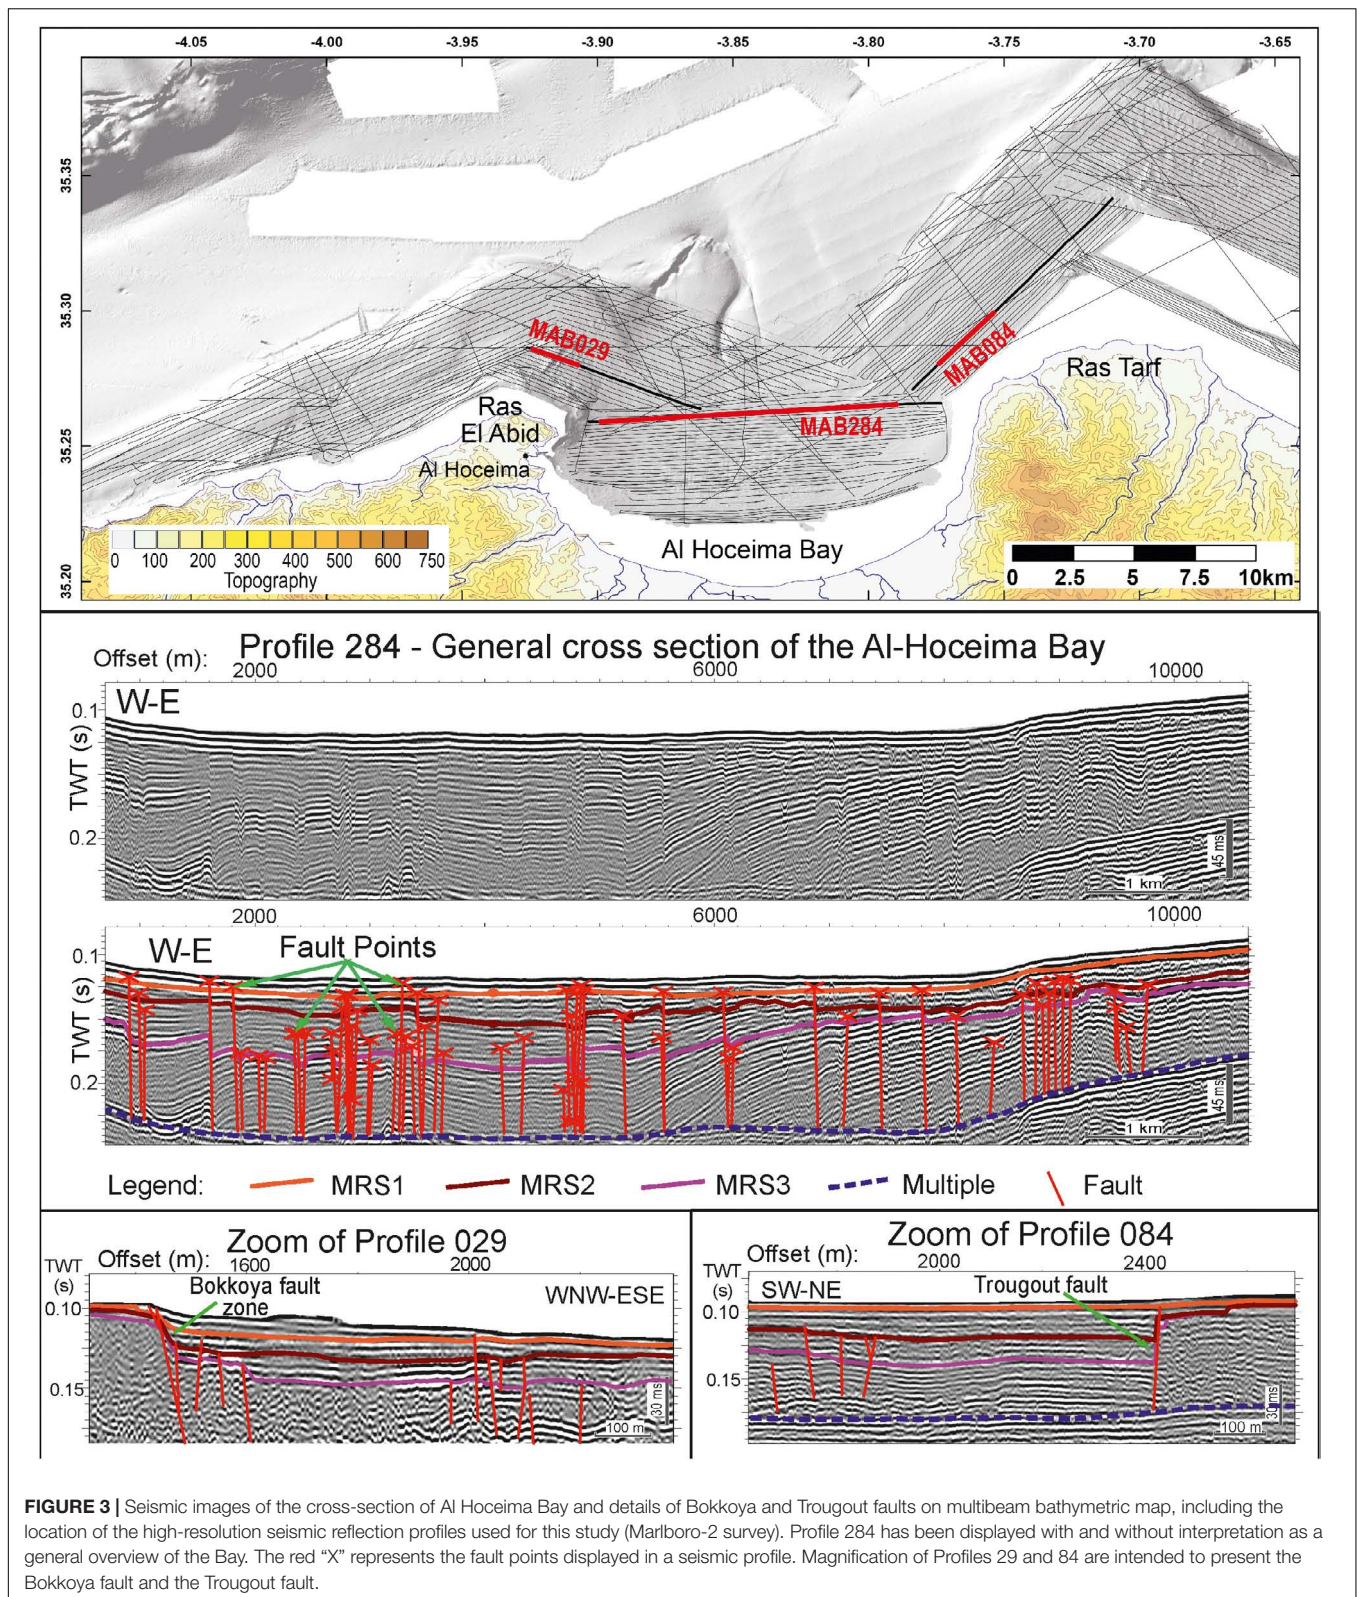 -4.05 -4.00 -3.95 -3.90 -3.85 -3.80 -3.75 -3.70 -3.65
35.35
35.30
35.25
35.20
MAB029
MAB084
MAB284
Ras Tarf
Ras
El Abid
Al Hoceima
Al Hoceima Bay
0 100 200 300 400 500 600 750
Topography
0 2.5 5 7.5 10km
Profile 284 - General cross section of the Al-Hoceima Bay
Offset (m): 2000 6000 10000
W-E
TWT (s)
0.1
0.2
45 ms
1 km
2000 6000 10000
W-E
Fault Points
TWT (s)
0.1
0.2
45 ms
1 km
Legend: MRS1 MRS2 MRS3 Multiple Fault
Zoom of Profile 029
TWT
(s)
Offset (m): 1600 2000
Bokkoya fault
zone
WNW-ESE
0.10
0.15
30 ms
100 m
Zoom of Profile 084
TWT
(s)
Offset (m): 2000 2400
SW-NE
Trougout fault
0.10
0.15
30 ms
100 m
FIGURE 3 | Seismic images of the cross-section of Al Hoceima Bay and details of Bokkoya and Trougout faults on multibeam bathymetric map, including the
location of the high-resolution seismic reflection profiles used for this study (Marlboro-2 survey). Profile 284 has been displayed with and without interpretation as a
general overview of the Bay. The red “X” represents the fault points displayed in a seismic profile. Magnification of Profiles 29 and 84 are intended to present the
Bokkoya fault and the Trougout fault.